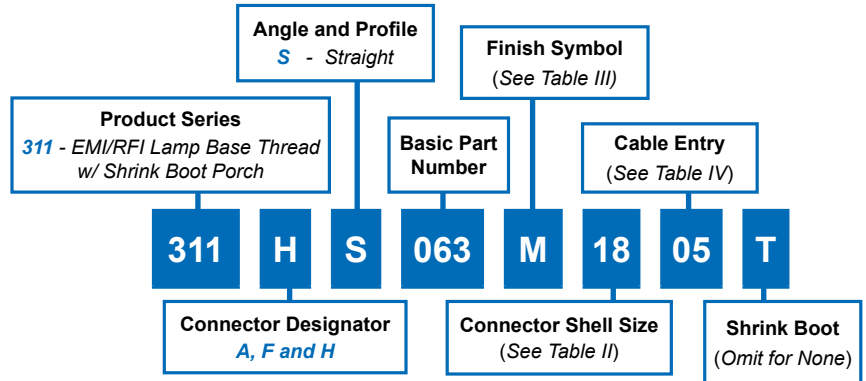 Angle and Profile
S - Straight
Finish Symbol
(See Table III)
Product Series
311 - EMI/RFI Lamp Base Thread
w/ Shrink Boot Porch
Basic Part
Number
Cable Entry
(See Table IV)
311 H S 063 M 18 05 T
Connector Designator
A, F and H
Connector Shell Size
(See Table II)
Shrink Boot
(Omit for None)